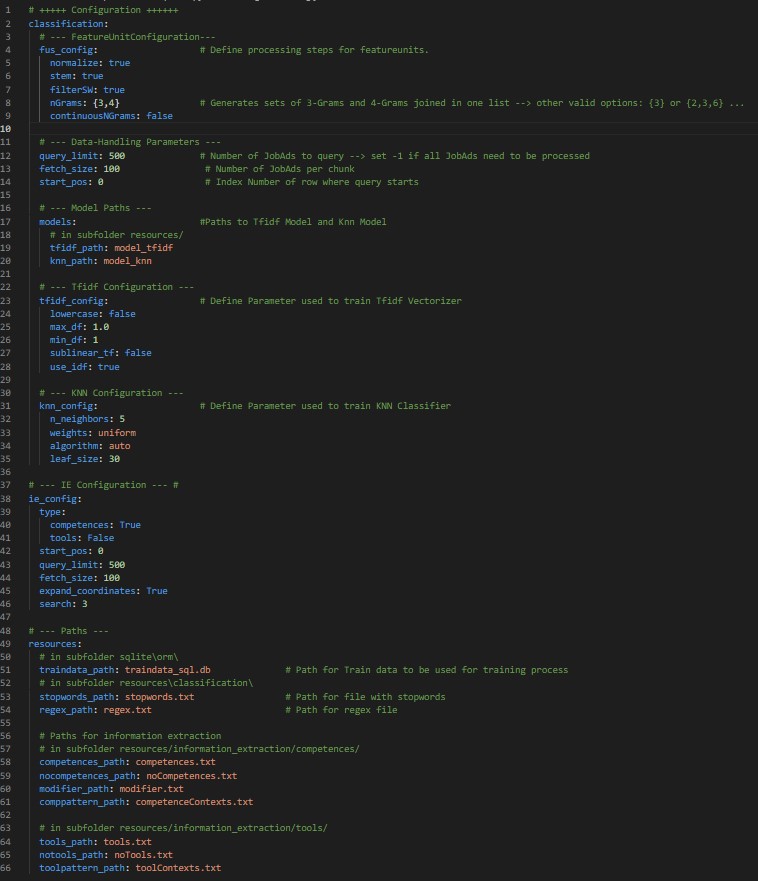 1 # +++++ Configuration ++++++
2 classification:
3 # --- FeatureUnitConfiguration---
4 fus_config: # Define processing steps for featureunits.
5 normalize: true
6 stem: true
7 filterSW: true
8 nGrams: {3,4} # Generates sets of 3-Grams and 4-Grams joined in one list --> other valid options: {3} or {2,3,6} ...
9 continuousNGrams: false
10
11 # --- Data-Handling Parameters ---
12 query_limit: 500 # Number of JobAds to query --> set -1 if all JobAds need to be processed
13 fetch_size: 100 # Number of JobAds per chunk
14 start_pos: 0 # Index Number of row where query starts
15
16 # --- Model Paths ---
17 models: #Paths to Tfidf Model and Knn Model
18 # in subfolder resources/
19 tfidf_path: model_tfidf
20 knn_path: model_knn
21
22 # --- Tfidf Configuration ---
23 tfidf_config: # Define Parameter used to train Tfidf Vectorizer
24 lowercase: false
25 max_df: 1.0
26 min_df: 1
27 sublinear_tf: false
28 use_idf: true
29
30 # --- KNN Configuration ---
31 knn_config: # Define Parameter used to train KNN Classifier
32 n_neighbors: 5
33 weights: uniform
34 algorithm: auto
35 leaf_size: 30
36
37 # --- IE Configuration --- #
38 ie_config:
39 type:
40 competences: True
41 tools: False
42 start_pos: 0
43 query_limit: 500
44 fetch_size: 100
45 expand_coordinates: True
46 search: 3
47
48 # --- Paths ---
49 resources:
50 # in subfolder sqlite\orm\
51 traindata_path: traindata_sql.db # Path for Train data to be used for training process
52 # in subfolder resources\classification\
53 stopwords_path: stopwords.txt # Path for file with stopwords
54 regex_path: regex.txt # Path for regex file
55
56 # Paths for information extraction
57 # in subfolder resources/information_extraction/competences/
58 competences_path: competences.txt
59 nocompetences_path: noCompetences.txt
60 modifier_path: modifier.txt
61 comppattern_path: competenceContexts.txt
62
63 # in subfolder resources/information_extraction/tools/
64 tools_path: tools.txt
65 notools_path: noTools.txt
66 toolpattern_path: toolContexts.txt